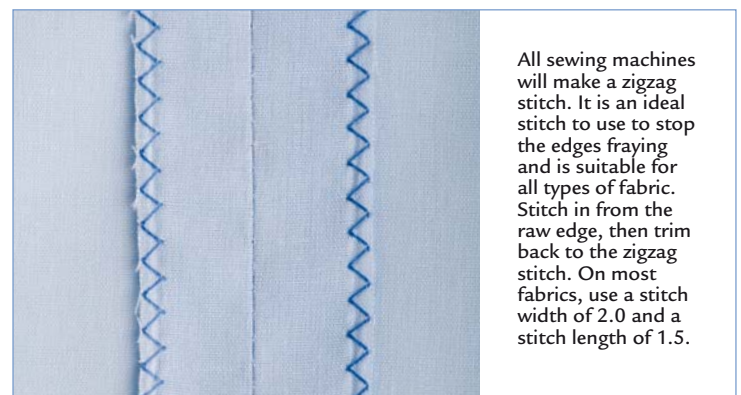 All sewing machines
will make a zigzag
stitch. It is an ideal
stitch to use to stop
the edges fraying
and is suitable for
all types of fabric.
Stitch in from the
raw edge, then trim
back to the zigzag
stitch. On most
fabrics, use a stitch
width of 2.0 and a
stitch length of 1.5.